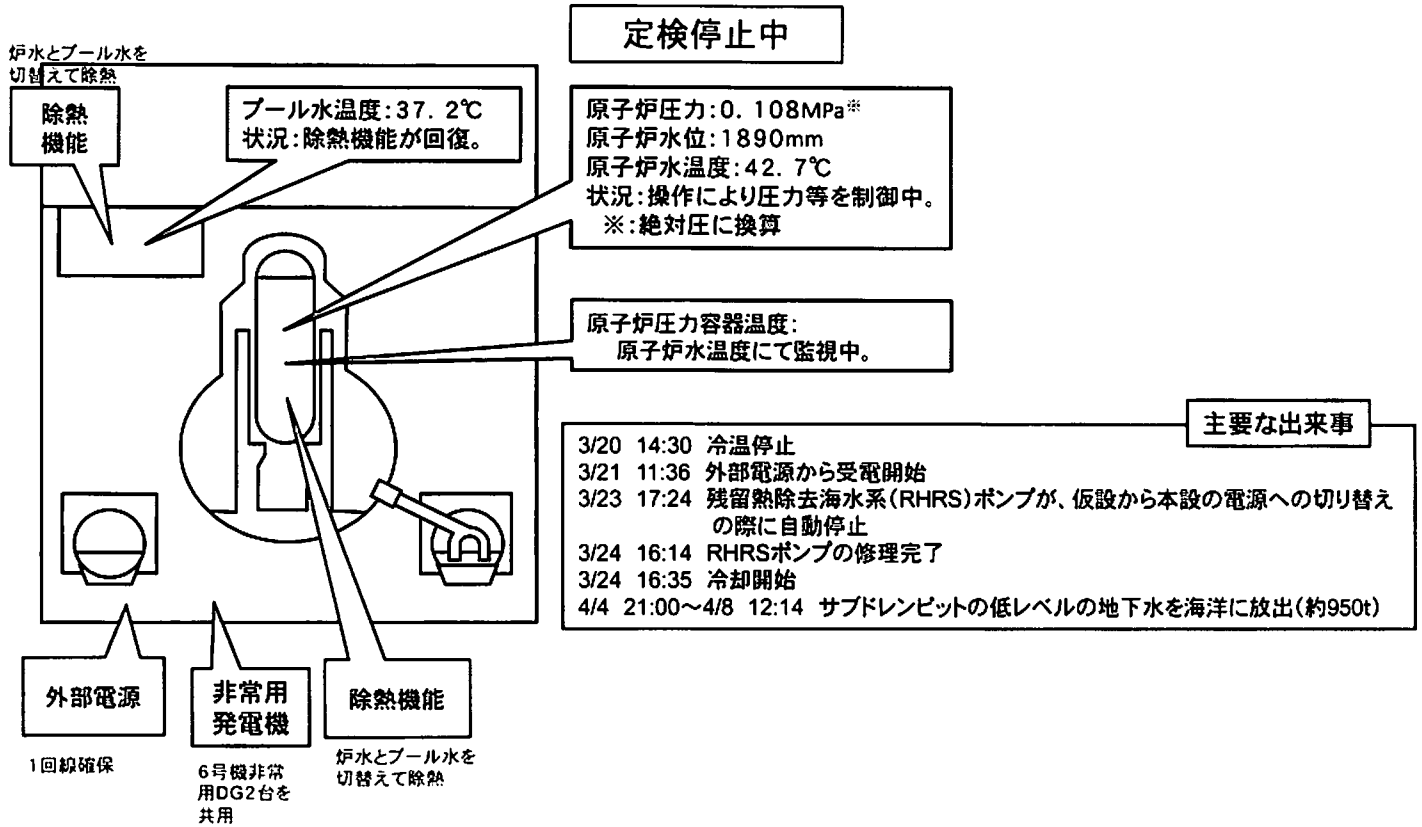 定検停止中
炉水とプール水を
切替えて除熱
除熱
機能
プール水温度:37. 2℃
状況:除熱機能が回復。
原子炉圧力:0. 108MPa※
原子炉水位:1890mm
原子炉水温度:42. 7℃
状況:操作により圧力等を制御中。
※:絶対圧に換算
原子炉圧力容器温度:
原子炉水温度にて監視中。
主要な出来事
3/20 14:30 冷温停止
3/21 11:36 外部電源から受電開始
3/23 17:24 残留熱除去海水系(RHRS)ポンプが、仮設から本設の電源への切り替え
の際に自動停止
3/24 16:14 RHRSポンプの修理完了
3/24 16:35 冷却開始
4/4 21:00~4/8 12:14 サブドレンピットの低レベルの地下水を海洋に放出(約950t)
外部電源
1回線確保
非常用
発電機
6号機非常
用DG2台を
共用
除熱機能
炉水とプール水を
切替えて除熱